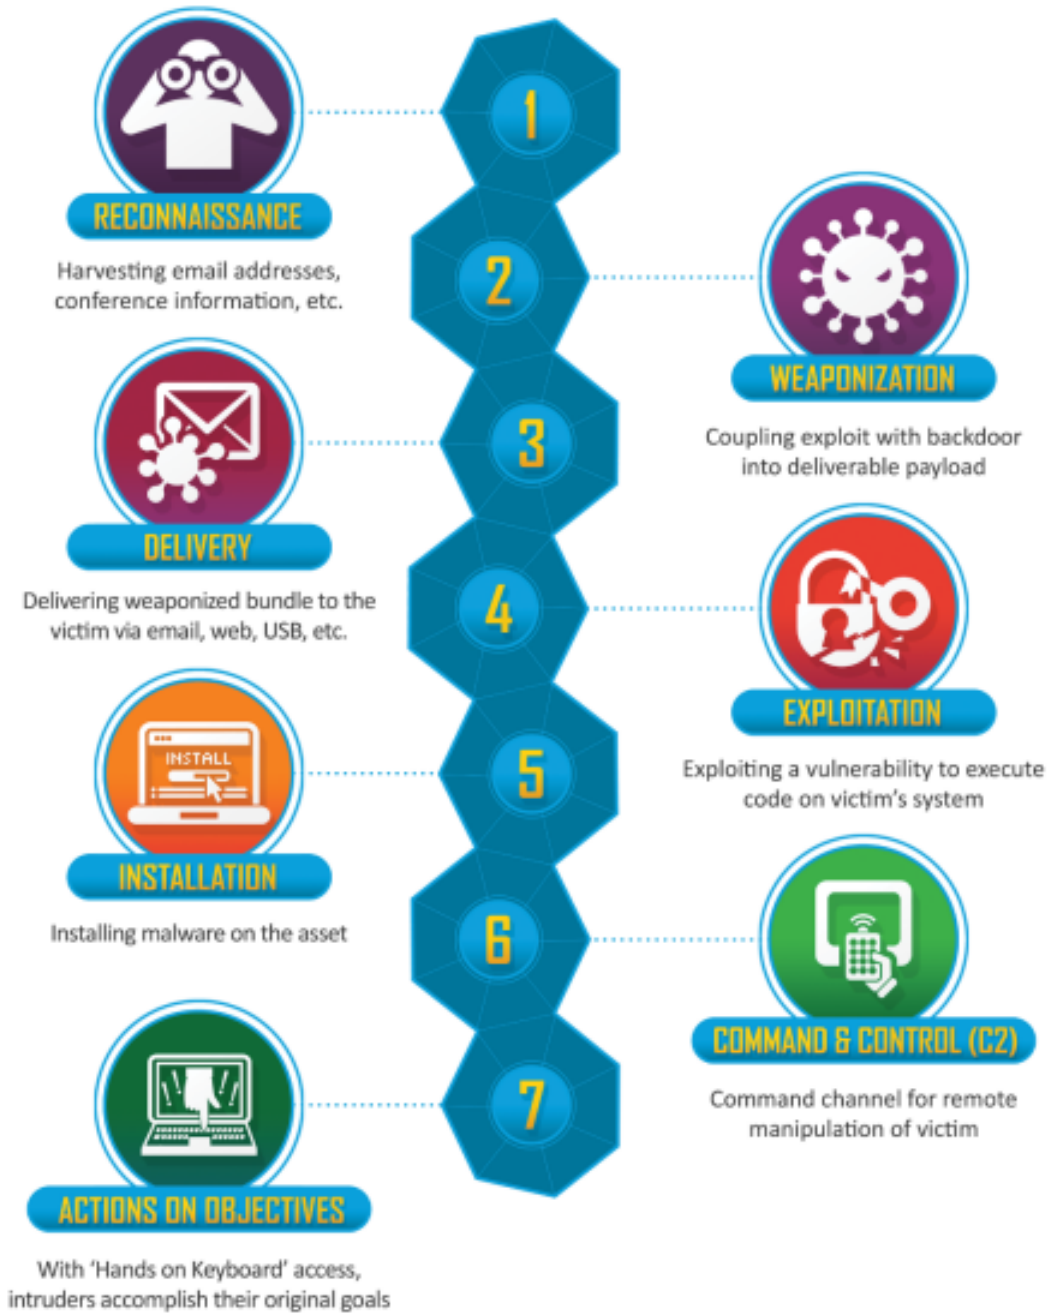 1
RECONNAISSANCE
Harvesting email addresses,
conference information, etc.
2
WEAPONIZATION
Coupling exploit with backdoor
into deliverable payload
3
DELIVERY
Delivering weaponized bundle to the
victim via email, web, USB, etc.
4
EXPLOITATION
Exploiting a vulnerability to execute
code on victim's system
5
INSTALL
INSTALLATION
Installing malware on the asset
6
COMMAND & CONTROL (C2)
Command channel for remote
manipulation of victim
7
ACTIONS ON OBJECTIVES
With ‘Hands on Keyboard’ access,
intruders accomplish their original goals